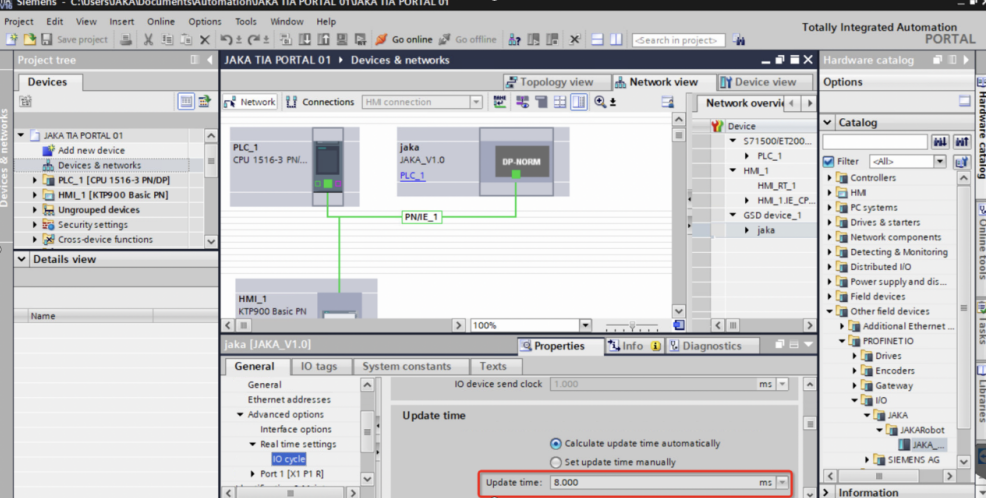 Siemens - C:\Users\JAKA\Documents\Automation\JAKA TIA PORTAL 01\JAKA TIA PORTAL 01
Project Edit View Insert Online Options Tools Window Help
Totally Integrated Automation
PORTAL
Save project
Go online
Go offline
<Search in project>
Project tree
JAKA TIA PORTAL 01 Devices & networks
Hardware catalog
Devices
Topology view
Network view
Device view
Options
Network
Connections
HMI connection
Network overvie
Devices & networks
JAKA TIA PORTAL 01
Add new device
Devices & networks
PLC_1 [CPU 1516-3 PN/DP]
HMI_1 [KTP900 Basic PN]
Ungrouped devices
Security settings
Cross-device functions
Details view
Name
PLC_1
CPU 1516-3 PN/...
jaka
JAKA_V1.0
PLC_1
DP-NORM
PN/IE_1
HMI_1
KTP900 Basic PN
100%
Device
S71500/ET200...
PLC_1
HMI_1
HMI_RT_1
HMI_1.IE_CP...
GSD device_1
jaka
Catalog
Filter
<All>
Controllers
HMI
PC systems
Drives & starters
Network components
Detecting & Monitoring
Distributed I/O
Power supply and dis...
Field devices
Other field devices
Additional Ethernet ...
PROFINET IO
Drives
Encoders
Gateway
I/O
JAKA
JAKARobot
JAKA_...
SIEMENS AG
Information
Hardware catalog
Online tools
Tasks
Libraries
jaka [JAKA_V1.0]
Properties
Info
Diagnostics
General
IO tags
System constants
Texts
General
Ethernet addresses
Advanced options
Interface options
Real time settings
IO cycle
Port 1 [X1 P1 R]
IO device send clock
1.000
ms
Update time
Calculate update time automatically
Set update time manually
Update time:
8.000
ms